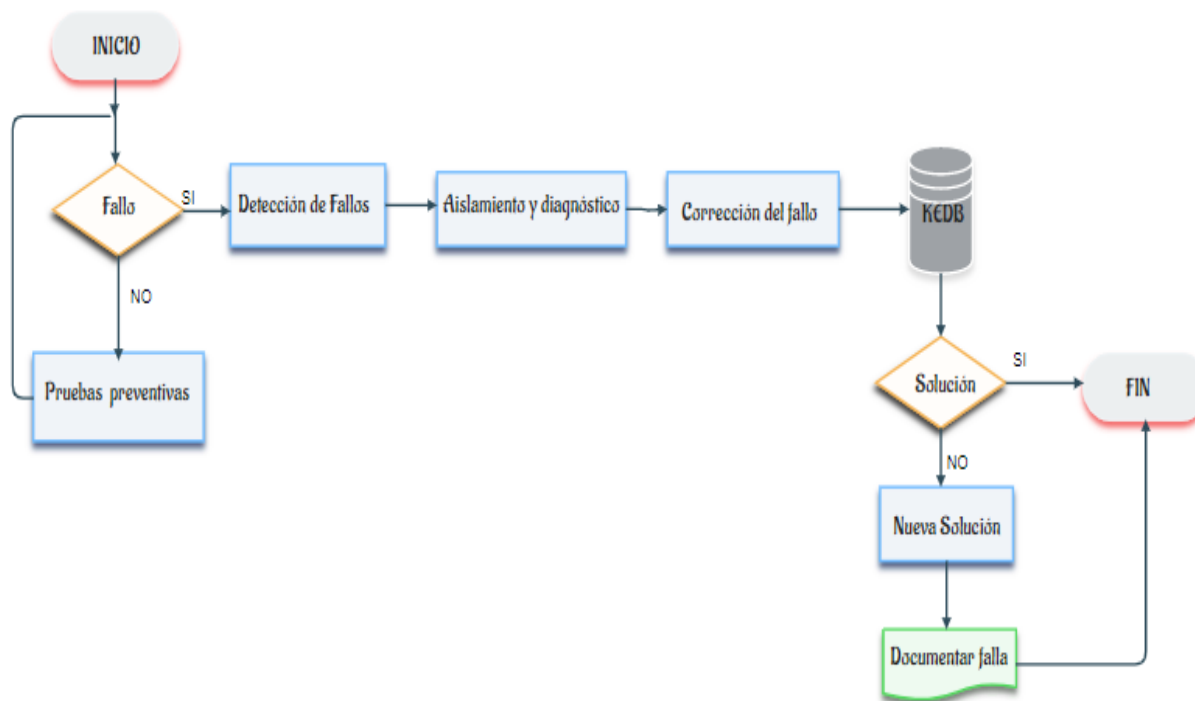 INICIO
Fallo
SI
Detección de Fallos
Aislamiento y diagnóstico
Corrección del fallo
KEDB
NO
Pruebas preventivas
Solución
SI
FIN
NO
Nueva Solución
Documentar falla